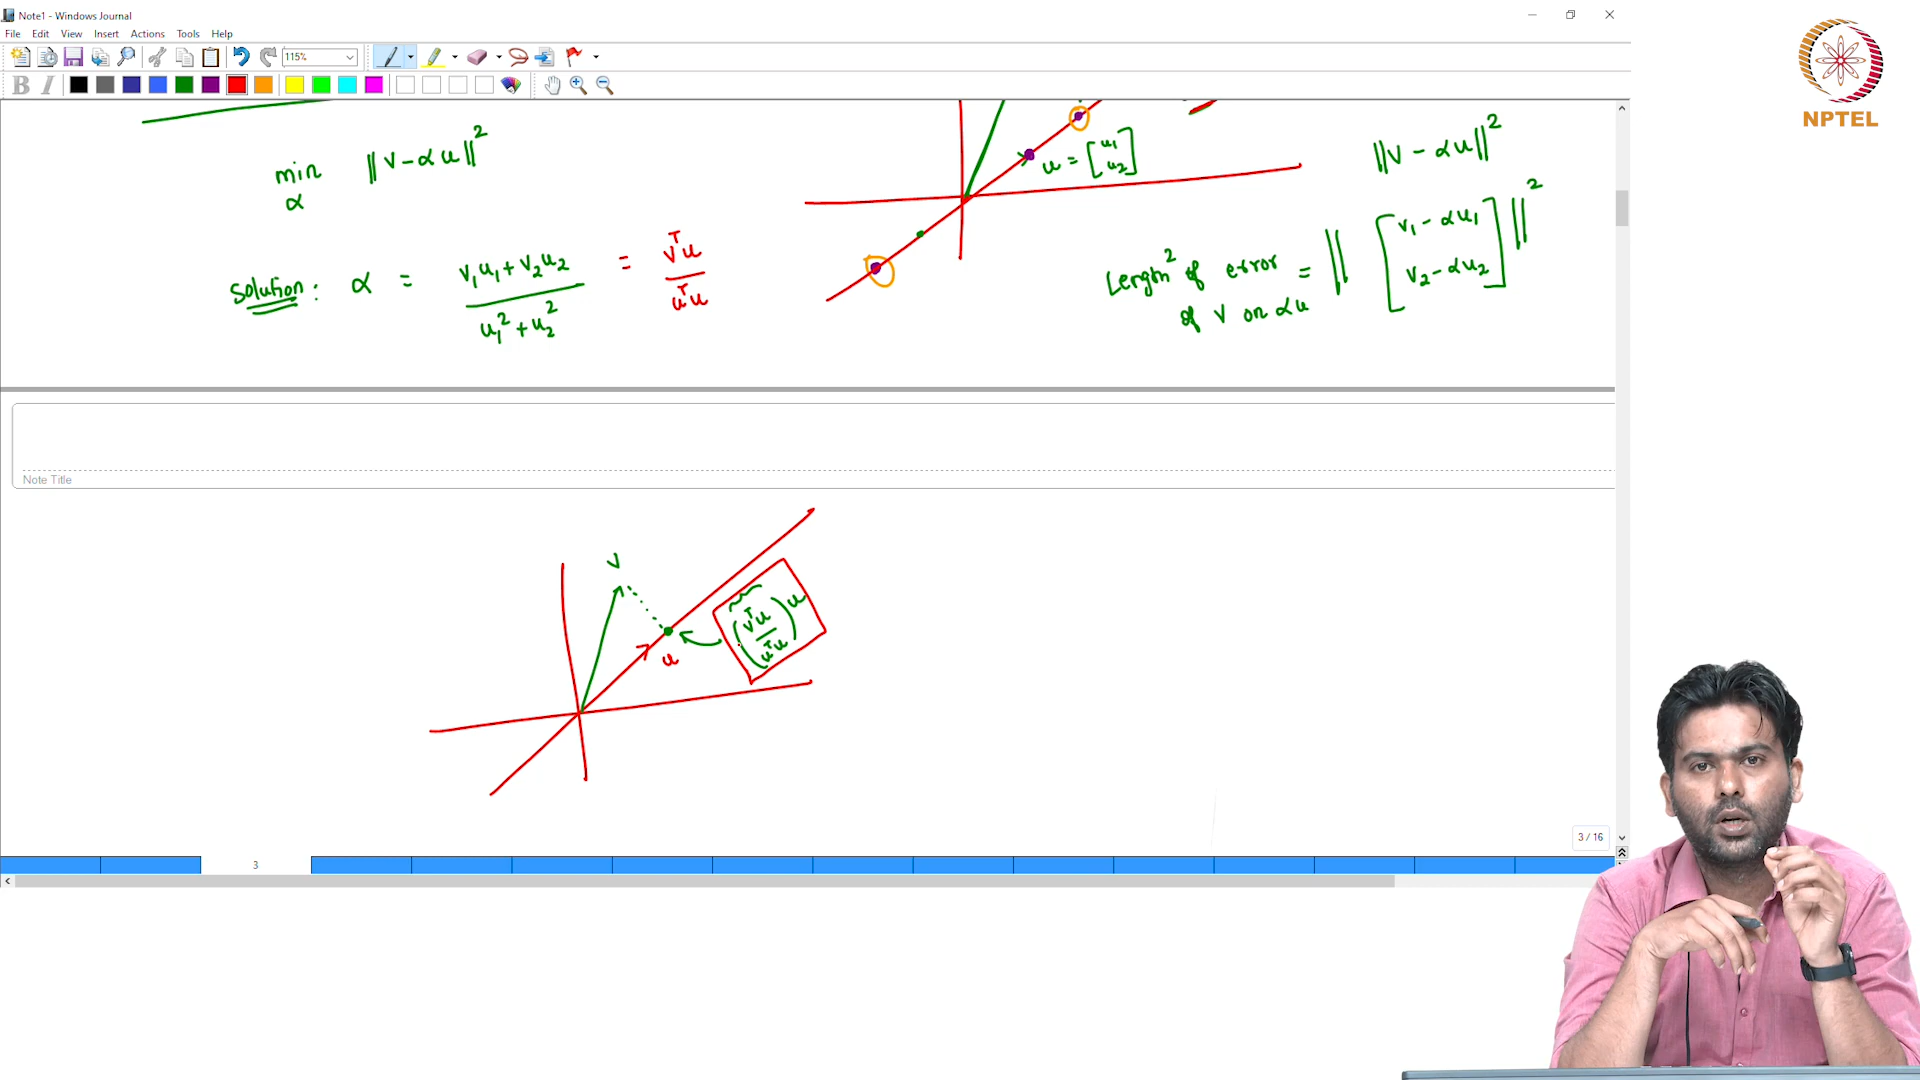 Note1 - Windows Journal
File Edit View Insert Actions Tools Help
115%
B I
NPTEL
min ‖v-αu‖²
α
u = [u₁ u₂]
‖v - αu‖²
Solution: α = v₁u₁+v₂u₂ / u₁²+u₂² = vᵀu / uᵀu
Length² of error = ‖ [v₁ - αu₁ v₂ - αu₂] ‖²
of v on αu
Note Title
v
(vᵀu / uᵀu) u
u
3 / 16
3